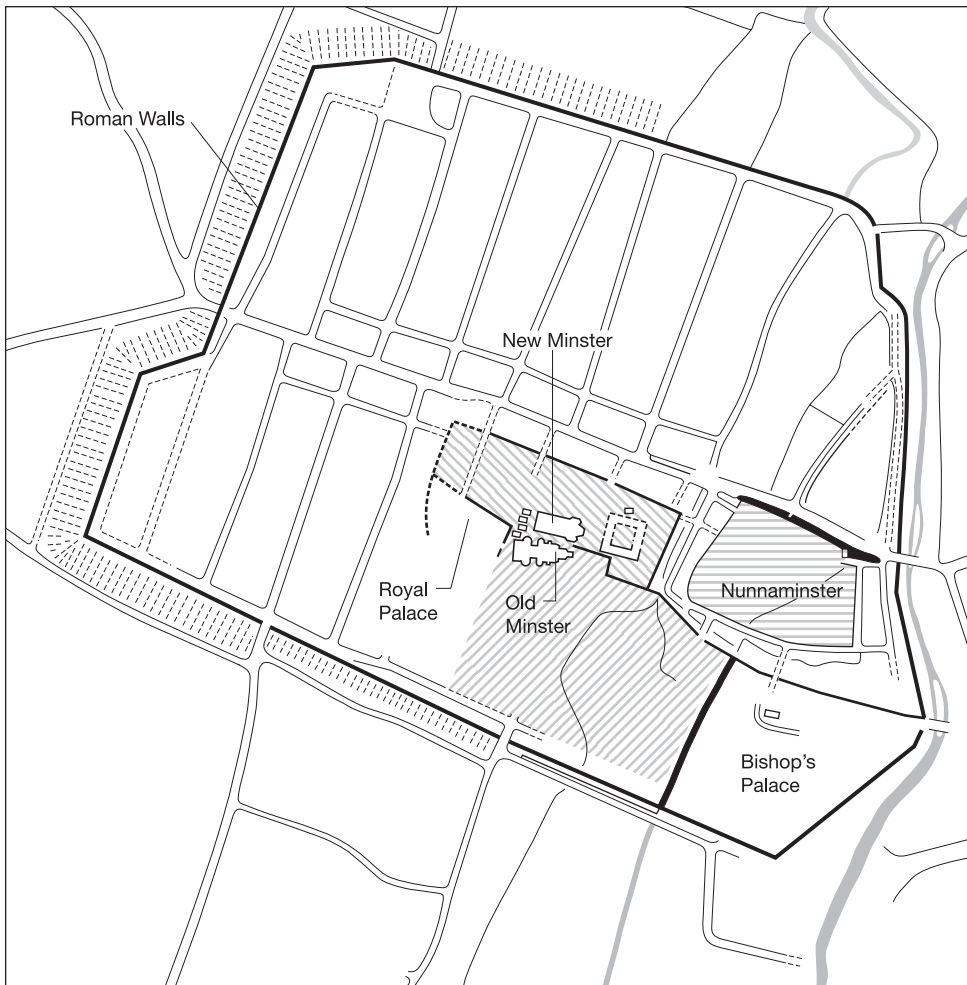 Roman Walls
New Minster
Royal
Palace
Old
Minster
Nunnaminster
Bishop's
Palace